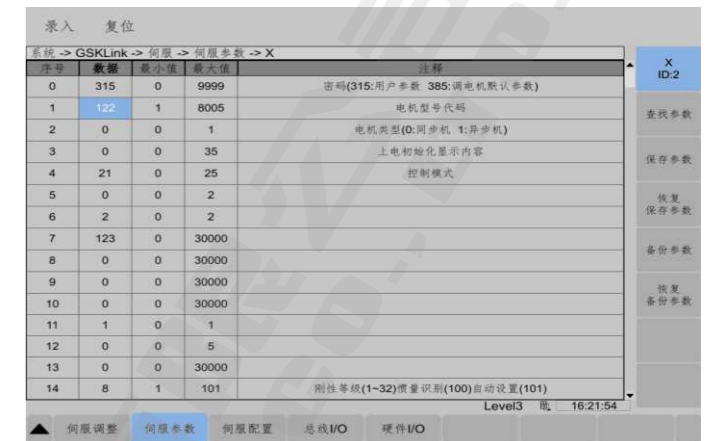 录入 复位
系统 -> GSKLink -> 伺服 -> 伺服参数 -> X
序号 数据 最小值 最大值 注释
0 315 0 9999 密码(315:用户参数 385:调电机默认参数)
1 122 1 8005 电机型号代码
2 0 0 1 电机类型(0:同步机 1:异步机)
3 0 0 35 上电初始化显示内容
4 21 0 25 控制模式
5 0 0 2
6 2 0 2
7 123 0 30000
8 0 0 30000
9 0 0 30000
10 0 0 30000
11 1 0 1
12 0 0 5
13 0 0 30000
14 8 1 101 刚性等级(1~32)惯量识别(100)自动设置(101)
X
ID:2
查找参数
保存参数
恢复
保存参数
备份参数
恢复
备份参数
Level3 16:21:54
伺服调整 伺服参数 伺服配置 总线I/O 硬件I/O